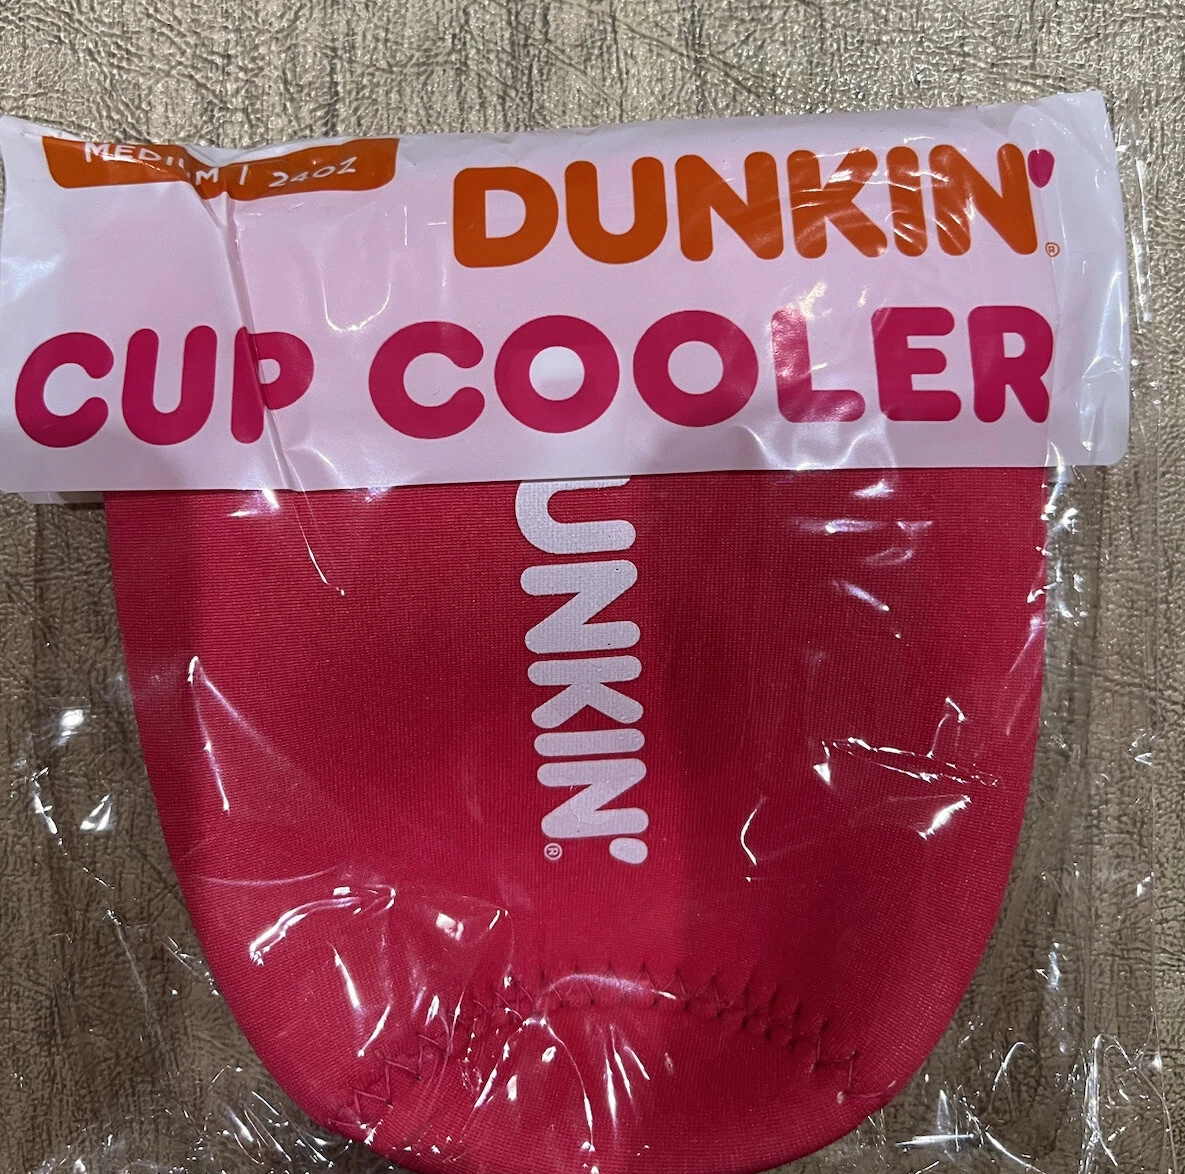 MEDIUM | 24OZ
DUNKIN'®
CUP COOLER
DUNKIN'®